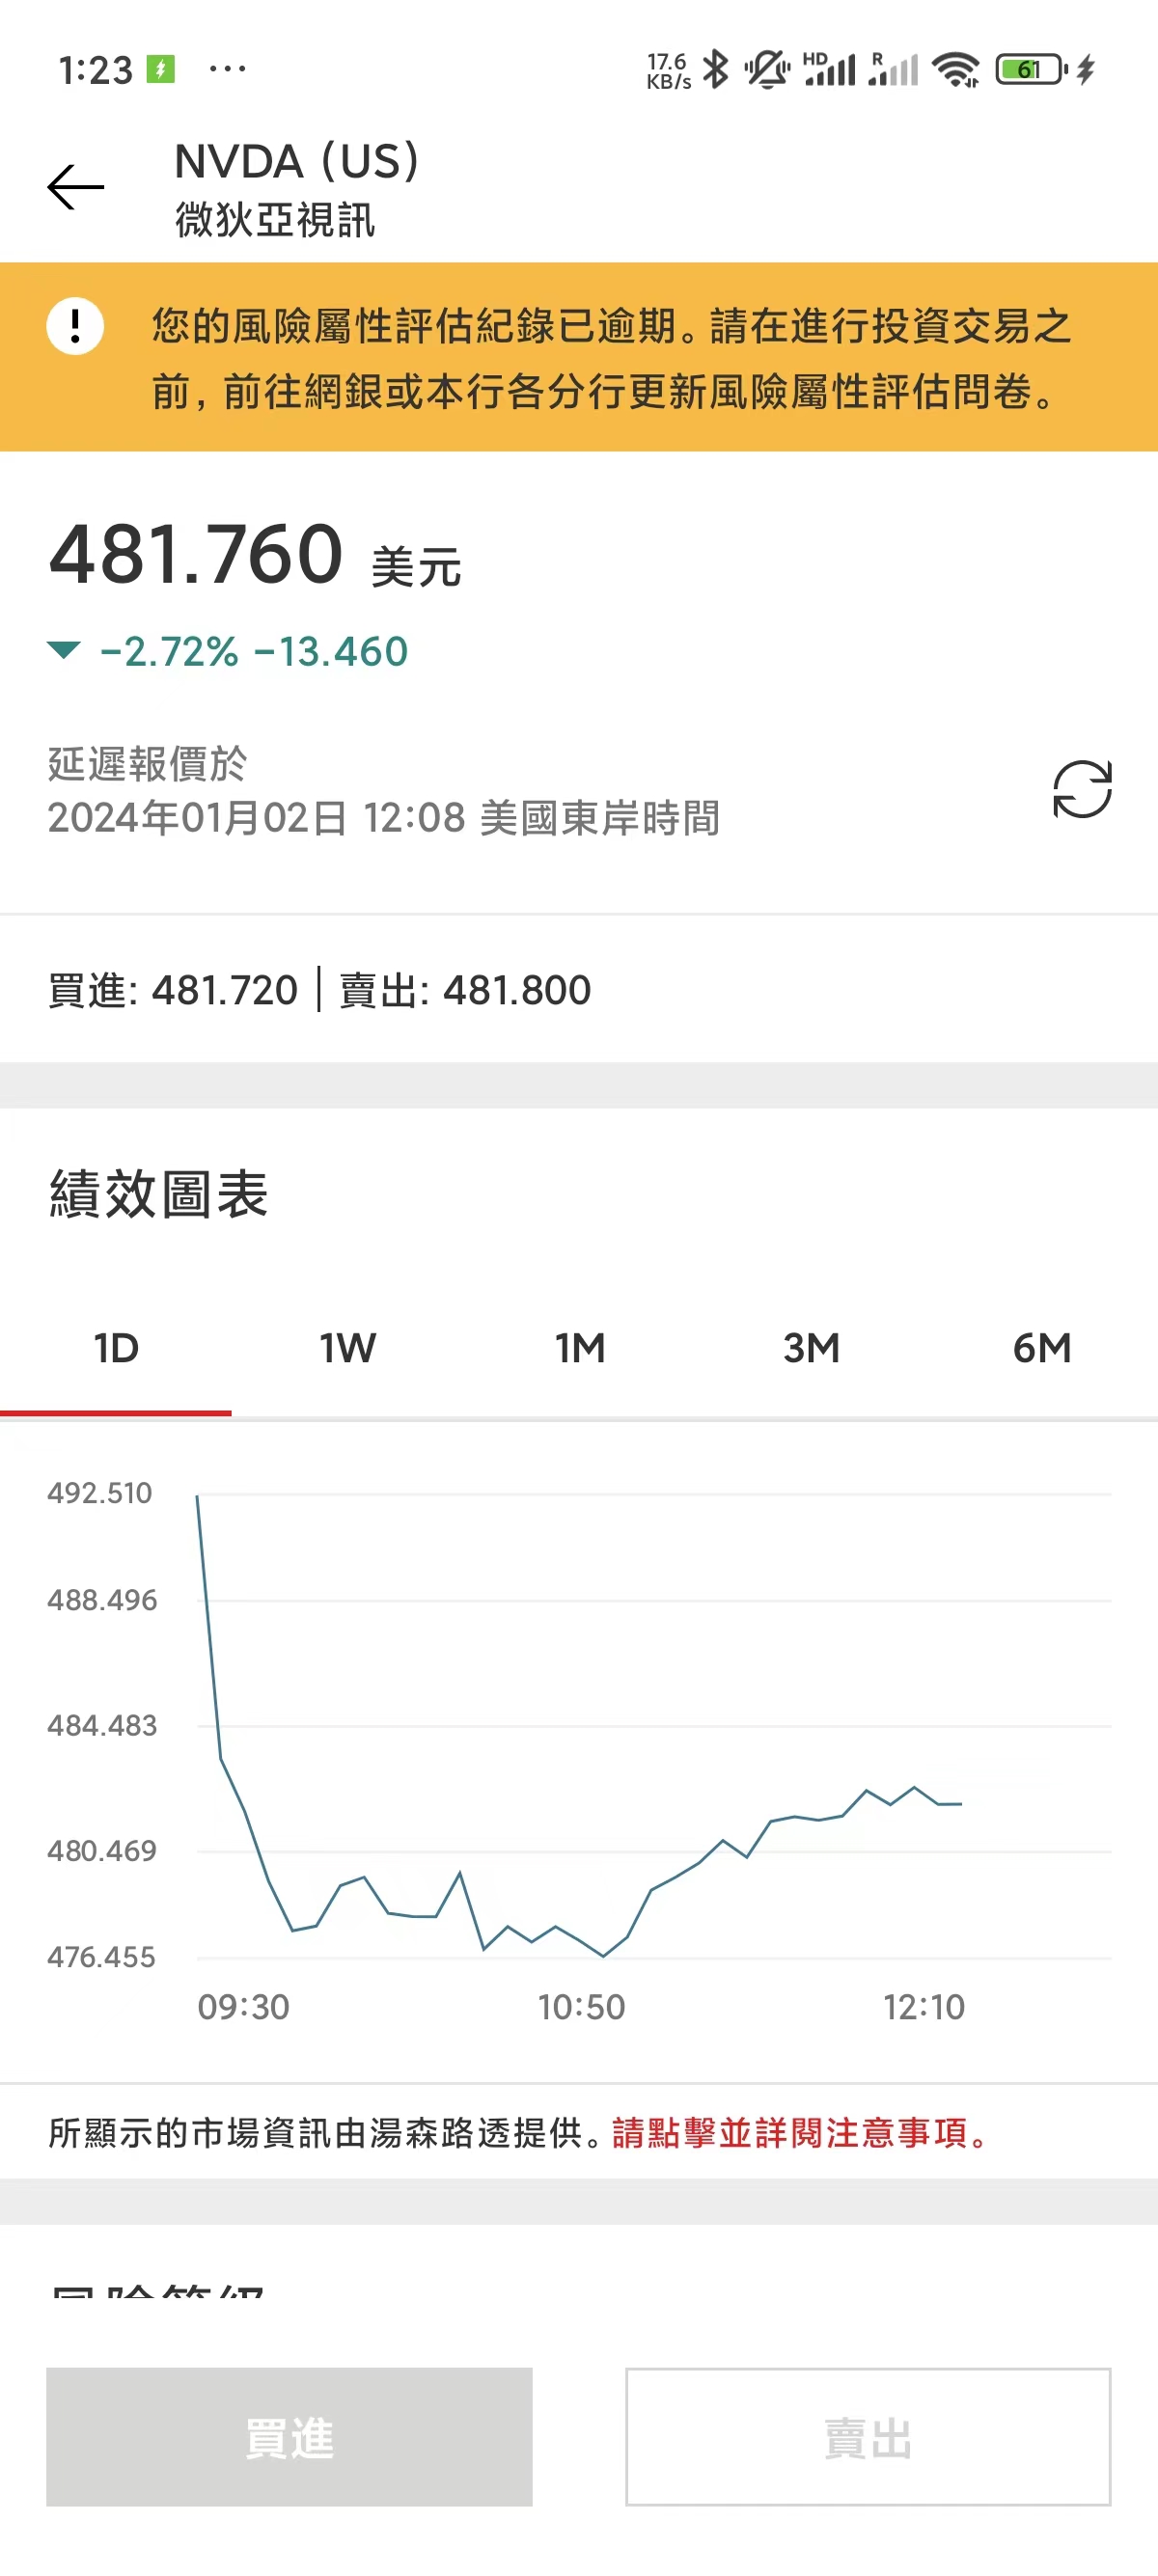 1:23 ...
17.6
KB/s
HD
R
61
NVDA (US)
微狄亞視訊
您的風險屬性評估紀錄已逾期。請在進行投資交易之
前，前往網銀或本行各分行更新風險屬性評估問卷。
481.760 美元
-2.72% -13.460
延遲報價於
2024年01月02日 12:08 美國東岸時間
買進: 481.720 | 賣出: 481.800
績效圖表
1D 1W 1M 3M 6M
492.510
488.496
484.483
480.469
476.455
09:30 10:50 12:10
所顯示的市場資訊由湯森路透提供。請點擊並詳閱注意事項。
買進 賣出